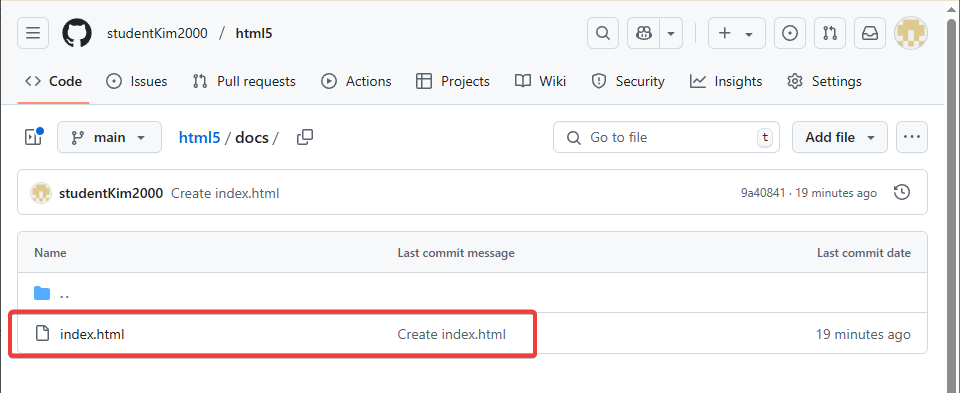 studentKim2000 / html5
Code Issues Pull requests Actions Projects Wiki Security Insights Settings
main html5 / docs / Go to file t Add file
studentKim2000 Create index.html 9a40841 · 19 minutes ago
Name Last commit message Last commit date
..
index.html Create index.html 19 minutes ago